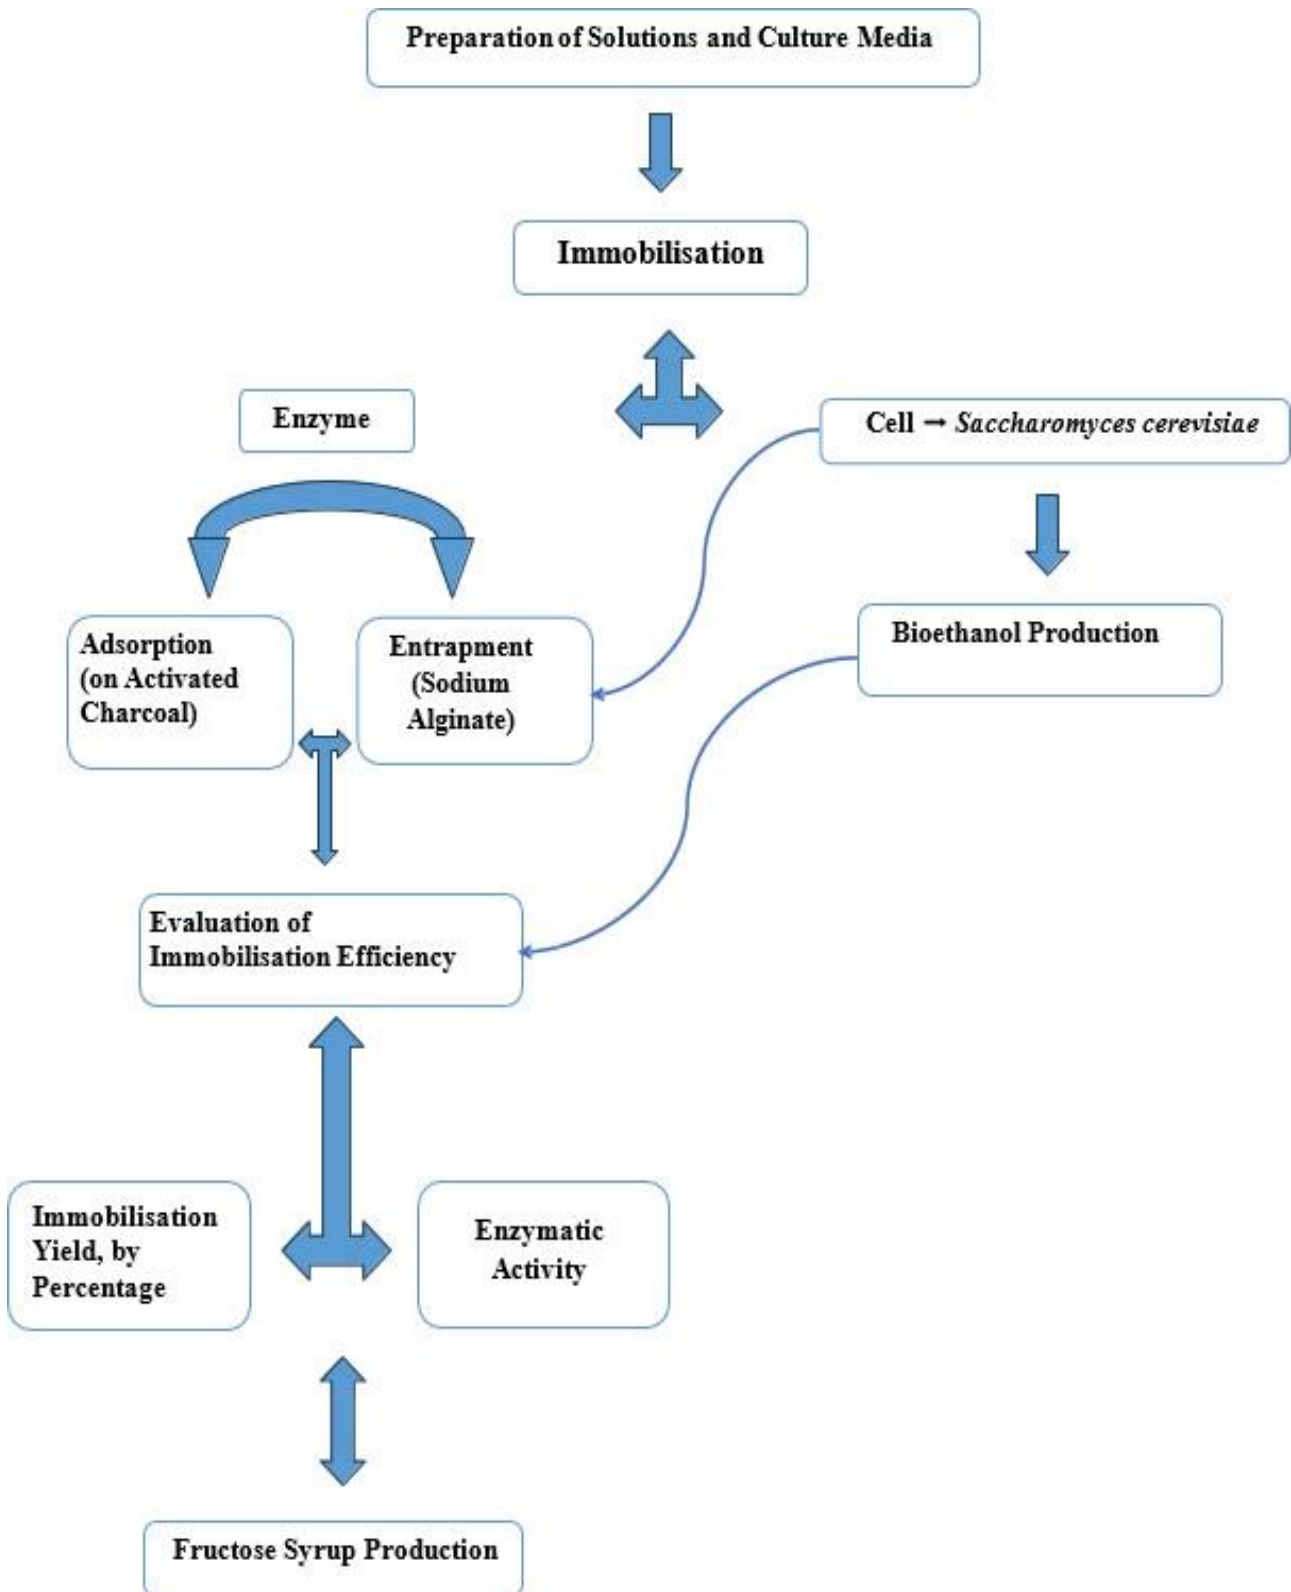 Preparation of Solutions and Culture Media
Immobilisation
Enzyme
Cell → Saccharomyces cerevisiae
Adsorption
(on Activated
Charcoal)
Entrapment
(Sodium
Alginate)
Bioethanol Production
Evaluation of
Immobilisation Efficiency
Immobilisation
Yield, by
Percentage
Enzymatic
Activity
Fructose Syrup Production